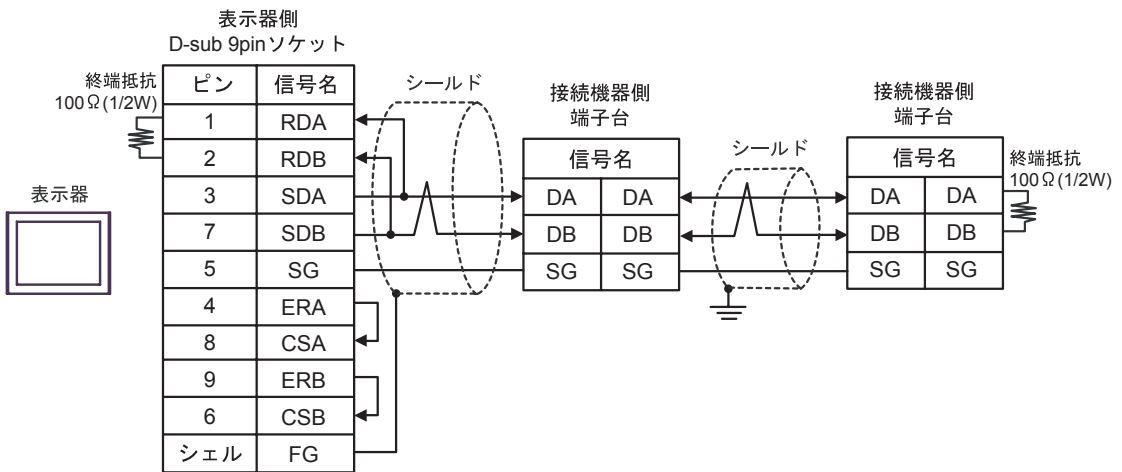 表示器側
D-sub 9pinソケット
終端抵抗
100Ω(1/2W)
ピン 信号名
1 RDA
2 RDB
3 SDA
7 SDB
5 SG
4 ERA
8 CSA
9 ERB
6 CSB
シェル FG
表示器
シールド
接続機器側
端子台
信号名
DA DA
DB DB
SG SG
シールド
接続機器側
端子台
信号名
DA DA
DB DB
SG SG
終端抵抗
100Ω(1/2W)